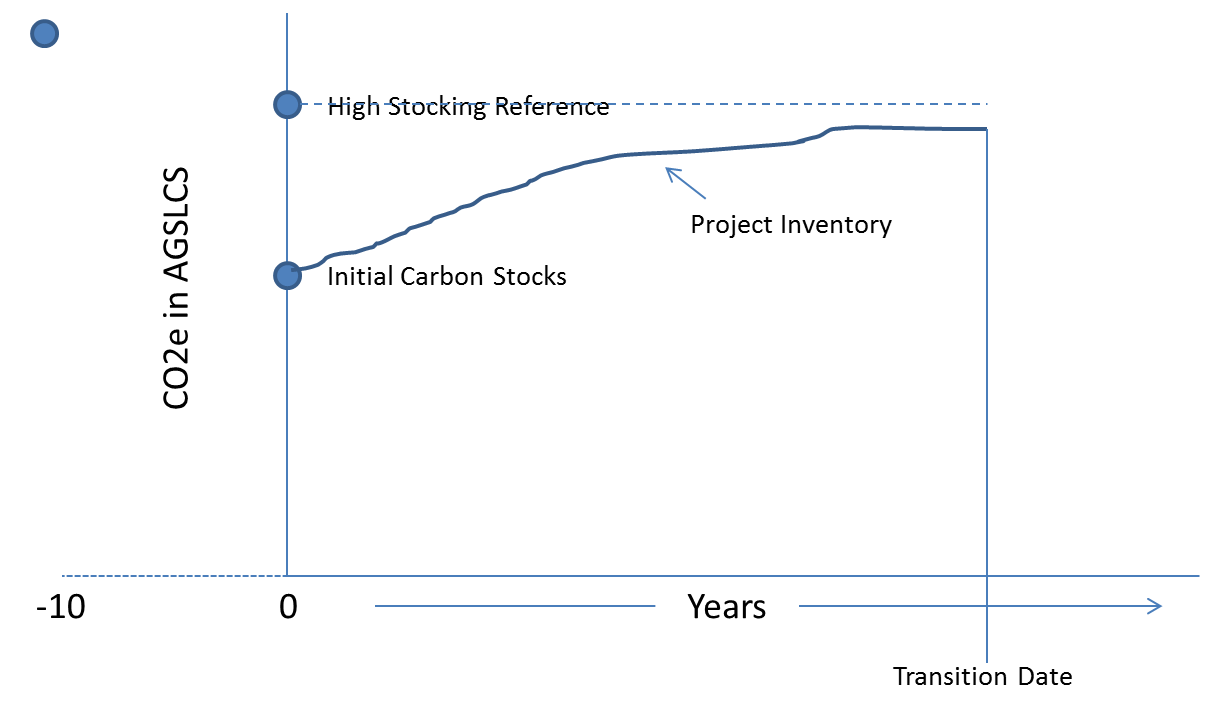 High Stocking Reference
Project Inventory
Initial Carbon Stocks
CO2e in AGSLCS
-10
0
Years
Transition Date